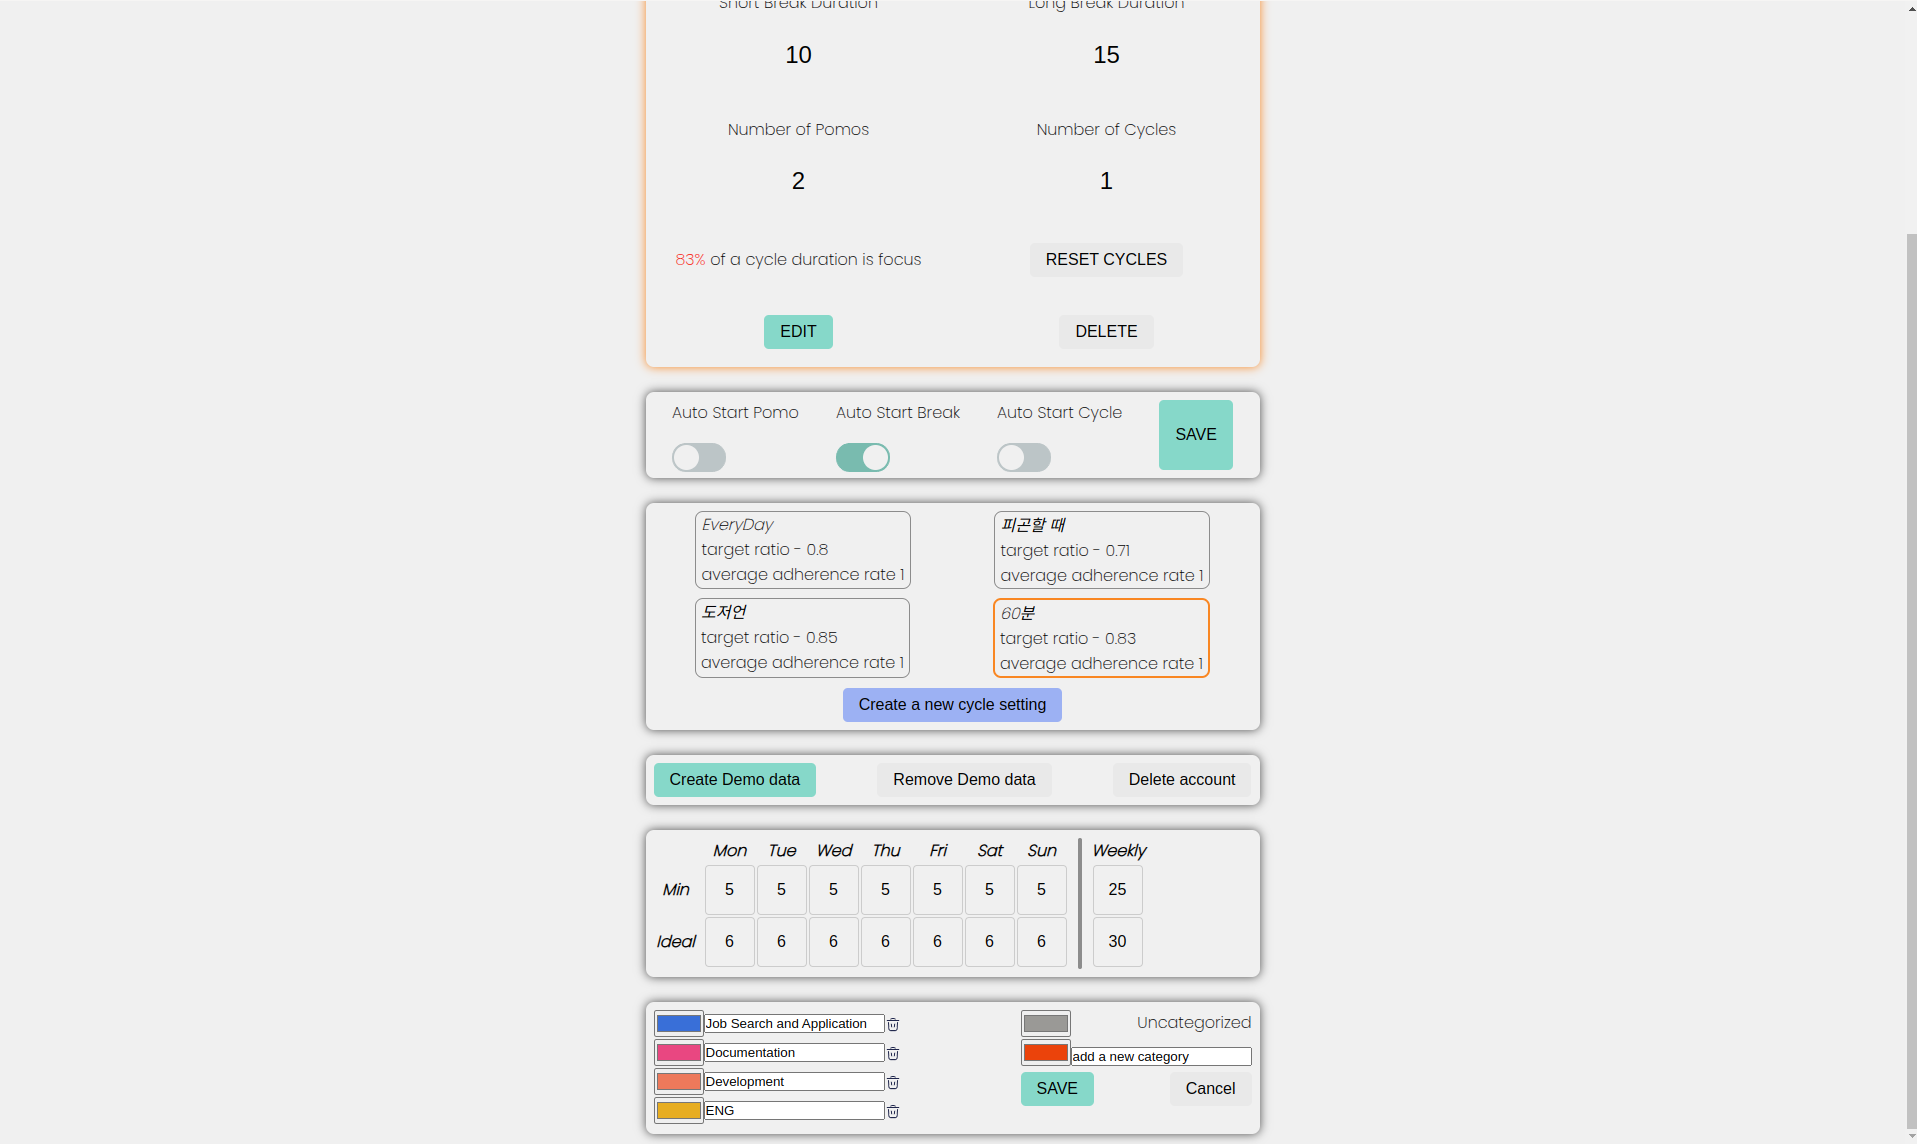 Short Break Duration
Long Break Duration
10
15
Number of Pomos
Number of Cycles
2
1
83% of a cycle duration is focus
RESET CYCLES
EDIT
DELETE
Auto Start Pomo
Auto Start Break
Auto Start Cycle
SAVE
EveryDay
target ratio - 0.8
average adherence rate 1
피곤할 때
target ratio - 0.71
average adherence rate 1
도저언
target ratio - 0.85
average adherence rate 1
60분
target ratio - 0.83
average adherence rate 1
Create a new cycle setting
Create Demo data
Remove Demo data
Delete account
Mon Tue Wed Thu Fri Sat Sun Weekly
Min 5 5 5 5 5 5 5 25
Ideal 6 6 6 6 6 6 6 30
Job Search and Application
Documentation
Development
ENG
Uncategorized
add a new category
SAVE
Cancel